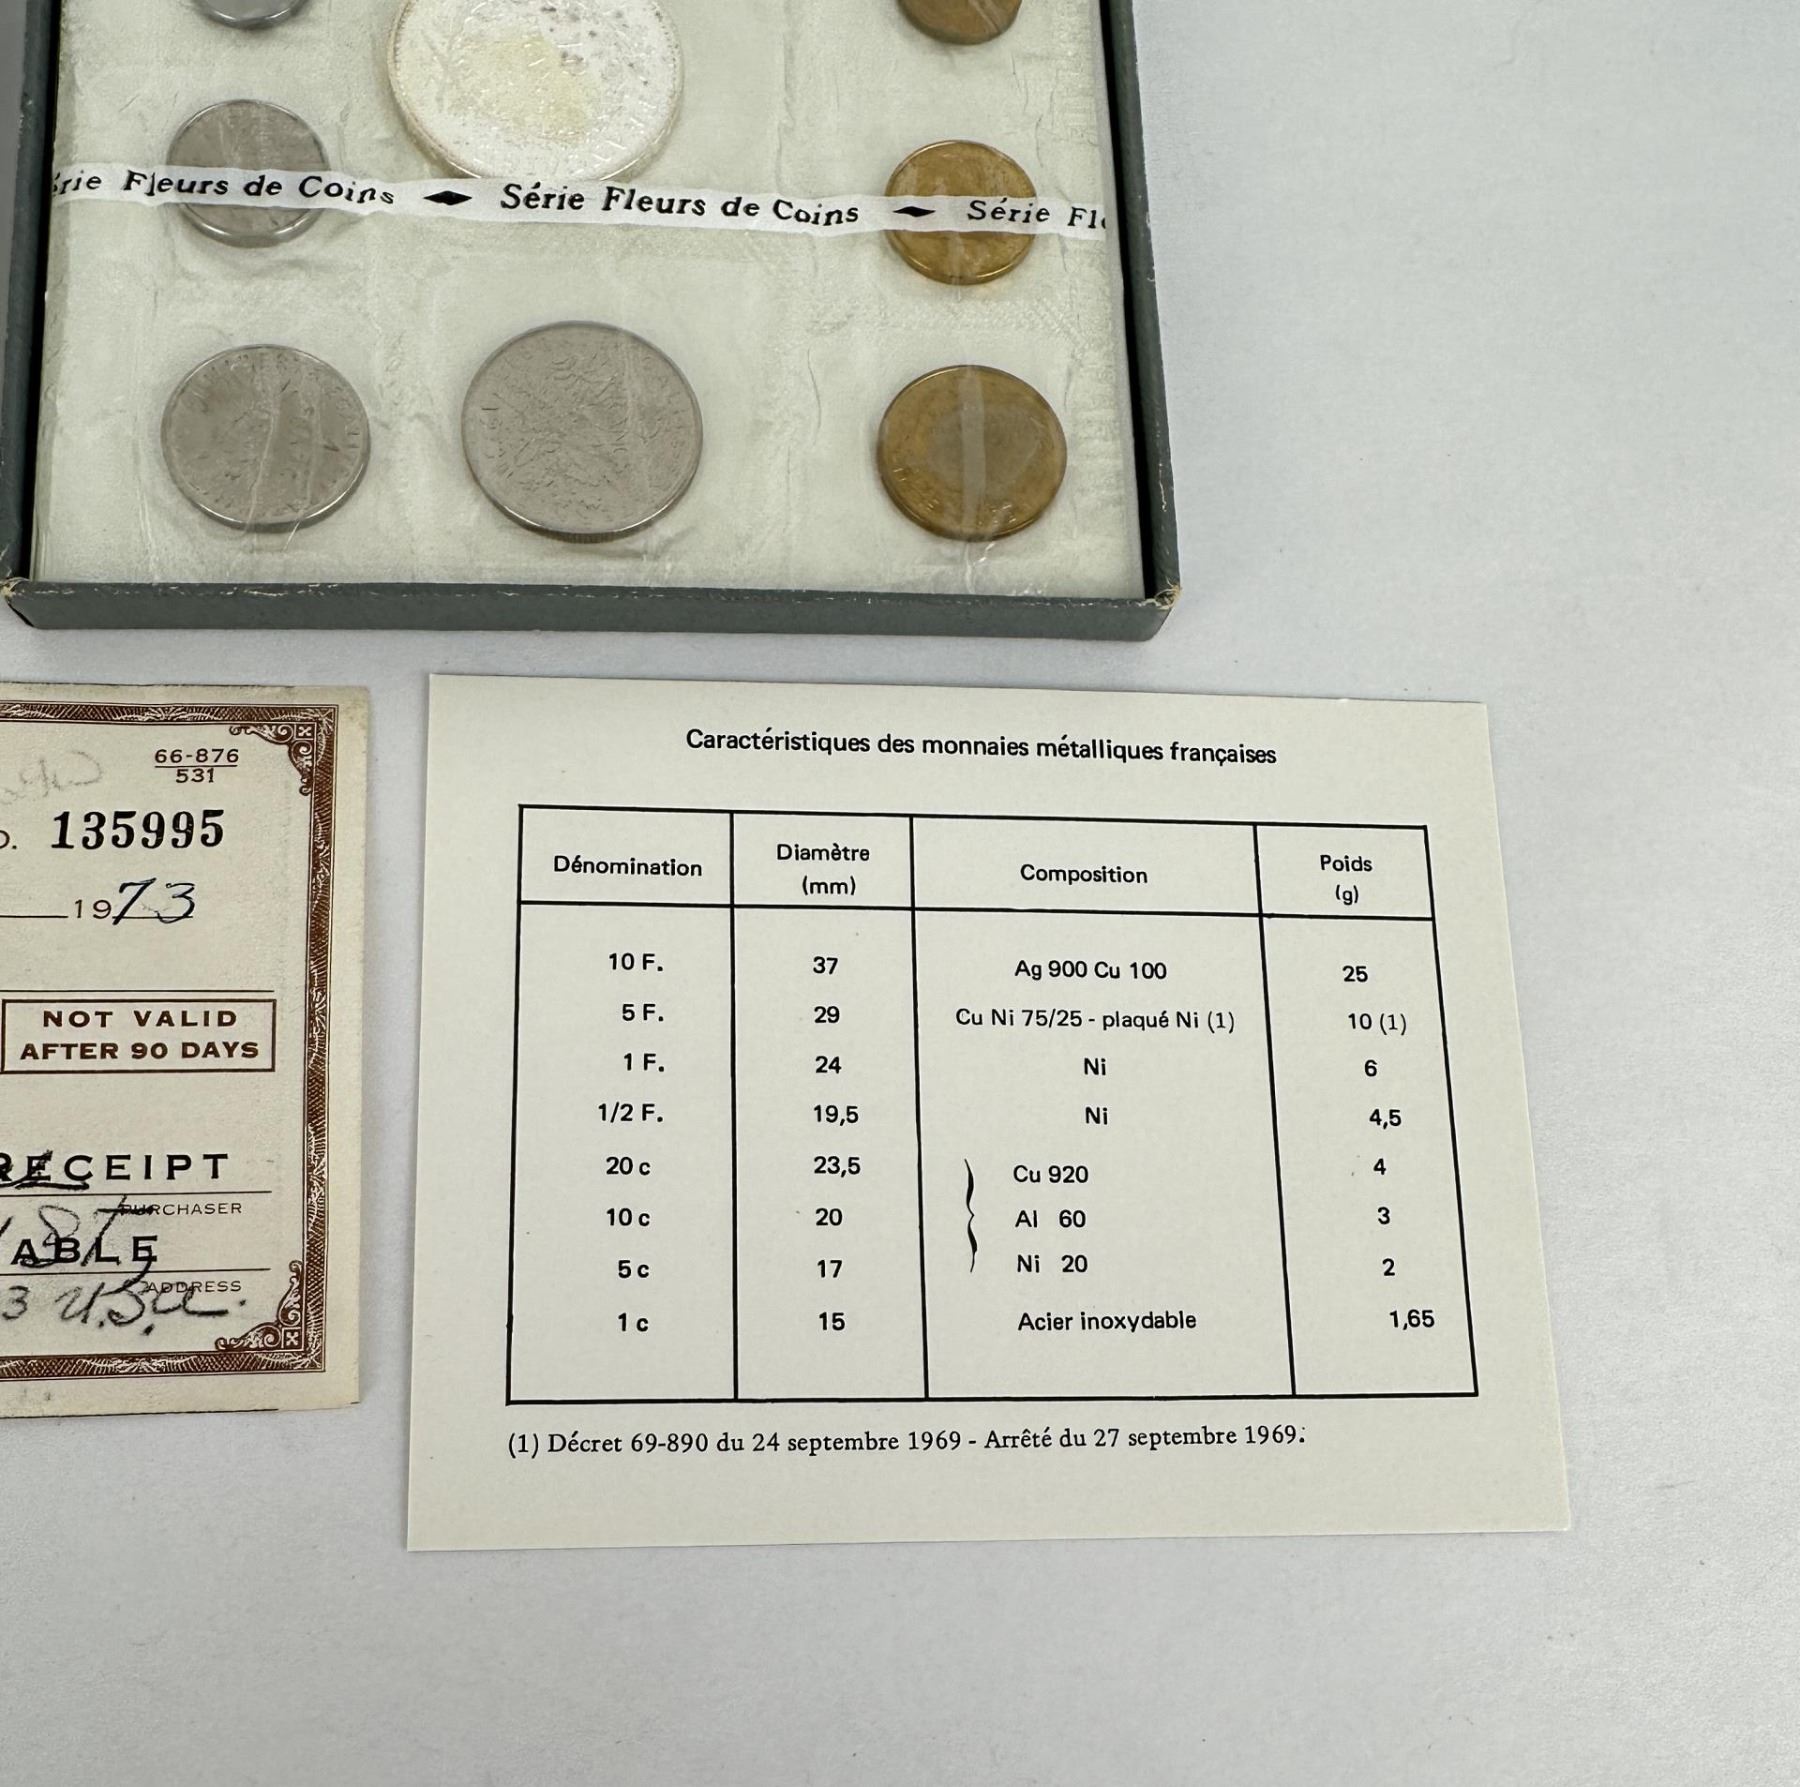 rie Fleurs de Coins ◆ Série Fleurs de Coins ◆ Série Fl
66-876
531
135995
1973
NOT VALID
AFTER 90 DAYS
RECEIPT
PURCHASER
ABLE
ADDRESS
3 U.S.A.
Caractéristiques des monnaies métalliques françaises
Dénomination Diamètre (mm) Composition Poids (g)
10 F. 37 Ag 900 Cu 100 25
5 F. 29 Cu Ni 75/25 - plaqué Ni (1) 10 (1)
1 F. 24 Ni 6
1/2 F. 19,5 Ni 4,5
20 c 23,5 Cu 920 4
10 c 20 Al 60 3
5 c 17 Ni 20 2
1 c 15 Acier inoxydable 1,65
(1) Décret 69-890 du 24 septembre 1969 - Arrêté du 27 septembre 1969.